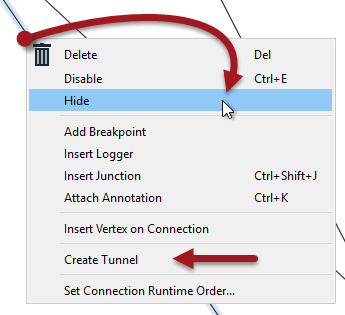 Delete Del
Disable Ctrl+E
Hide
Add Breakpoint
Insert Logger
Insert Junction Ctrl+Shift+J
Attach Annotation Ctrl+K
Insert Vertex on Connection
Create Tunnel
Set Connection Runtime Order...